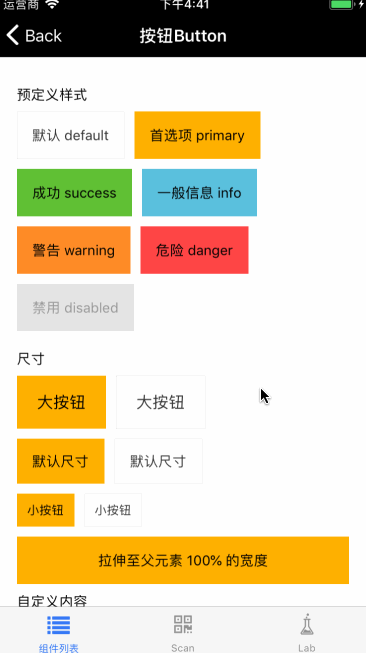 运营商 下午4:41
Back 按钮Button
预定义样式
默认 default 首选项 primary
成功 success 一般信息 info
警告 warning 危险 danger
禁用 disabled
尺寸
大按钮 大按钮
默认尺寸 默认尺寸
小按钮 小按钮
拉伸至父元素 100% 的宽度
自定义内容
组件列表 Scan Lab